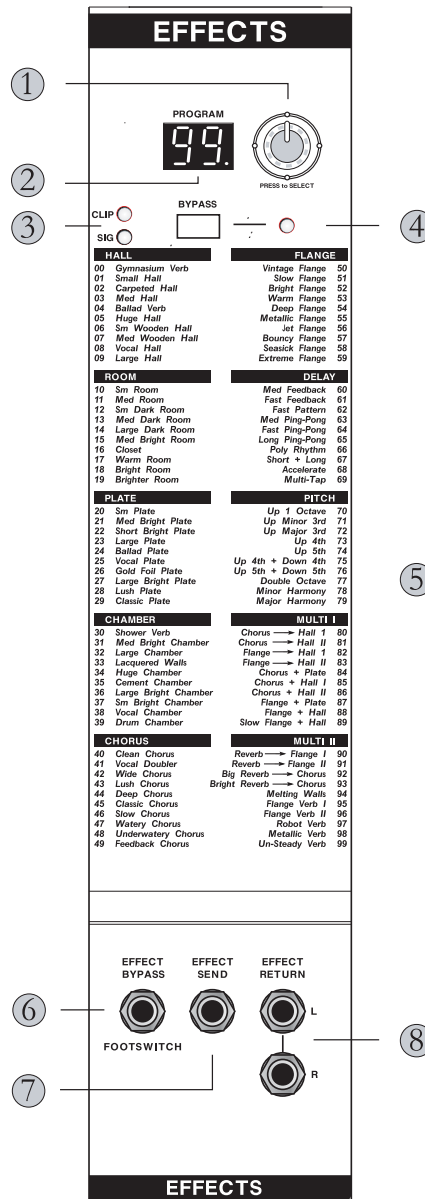 EFFECTS
1
PROGRAM
99.
PRESS to SELECT
2
3
CLIP
SIG
BYPASS
4
HALL
00 Gymnasium Verb
01 Small Hall
02 Carpeted Hall
03 Med Hall
04 Ballad Verb
05 Huge Hall
06 Sm Wooden Hall
07 Med Wooden Hall
08 Vocal Hall
09 Large Hall
FLANGE
Vintage Flange 50
Slow Flange 51
Bright Flange 52
Warm Flange 53
Deep Flange 54
Metallic Flange 55
Jet Flange 56
Bouncy Flange 57
Seasick Flange 58
Extreme Flange 59
ROOM
10 Sm Room
11 Med Room
12 Sm Dark Room
13 Med Dark Room
14 Large Dark Room
15 Med Bright Room
16 Closet
17 Warm Room
18 Bright Room
19 Brighter Room
DELAY
Med Feedback 60
Fast Feedback 61
Fast Pattern 62
Med Ping-Pong 63
Fast Ping-Pong 64
Long Ping-Pong 65
Poly Rhythm 66
Short + Long 67
Accelerate 68
Multi-Tap 69
PLATE
20 Sm Plate
21 Med Bright Plate
22 Short Bright Plate
23 Large Plate
24 Ballad Plate
25 Vocal Plate
26 Gold Foil Plate
27 Large Bright Plate
28 Lush Plate
29 Classic Plate
PITCH
Up 1 Octave 70
Up Minor 3rd 71
Up Major 3rd 72
Up 4th 73
Up 5th 74
Up 4th + Down 4th 75
Up 5th + Down 5th 76
Double Octave 77
Minor Harmony 78
Major Harmony 79
5
CHAMBER
30 Shower Verb
31 Med Bright Chamber
32 Large Chamber
33 Lacquered Walls
34 Huge Chamber
35 Cement Chamber
36 Large Bright Chamber
37 Sm Bright Chamber
38 Vocal Chamber
39 Drum Chamber
MULTI I
Chorus → Hall 1 80
Chorus → Hall II 81
Flange → Hall 1 82
Flange → Hall II 83
Chorus + Plate 84
Chorus + Hall I 85
Chorus + Hall II 86
Flange + Plate 87
Flange + Hall 88
Slow Flange + Hall 89
CHORUS
40 Clean Chorus
41 Vocal Doubler
42 Wide Chorus
43 Lush Chorus
44 Deep Chorus
45 Classic Chorus
46 Slow Chorus
47 Watery Chorus
48 Underwatery Chorus
49 Feedback Chorus
MULTI II
Reverb → Flange I 90
Reverb → Flange II 91
Big Reverb → Chorus 92
Bright Reverb → Chorus 93
Melting Walls 94
Flange Verb I 95
Flange Verb II 96
Robot Verb 97
Metallic Verb 98
Un-Steady Verb 99
EFFECT
BYPASS
FOOTSWITCH
EFFECT
SEND
EFFECT
RETURN
L
R
6
7
8
EFFECTS